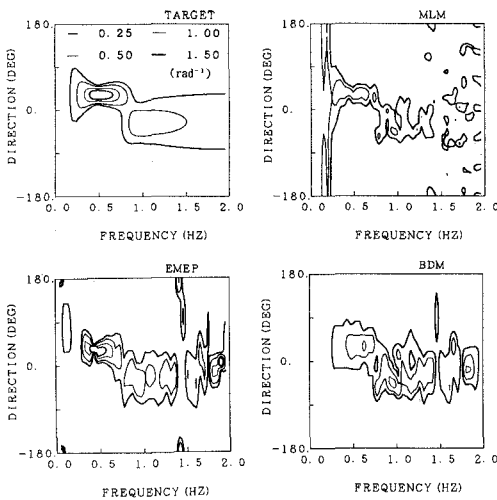 TARGET
180.
0.25 1.00
0.50 1.50
(rad⁻¹)
DIRECTION (DEG)
0.
-180.
0.0 0.5 1.0 1.5 2.0
FREQUENCY (HZ)
MLM
180.
DIRECTION (DEG)
0.
-180.
0.0 0.5 1.0 1.5 2.0
FREQUENCY (HZ)
EMEP
180.
DIRECTION (DEG)
0.
-180.
0.0 0.5 1.0 1.5 2.0
FREQUENCY (HZ)
BDM
180.
DIRECTION (DEG)
0.
-180.
0.0 0.5 1.0 1.5 2.0
FREQUENCY (HZ)